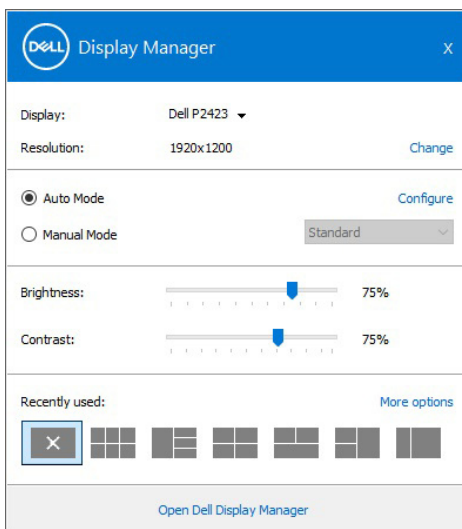 DELL Display Manager X
Display: Dell P2423
Resolution: 1920x1200 Change
Auto Mode Configure
Manual Mode Standard
Brightness: 75%
Contrast: 75%
Recently used: More options
Open Dell Display Manager